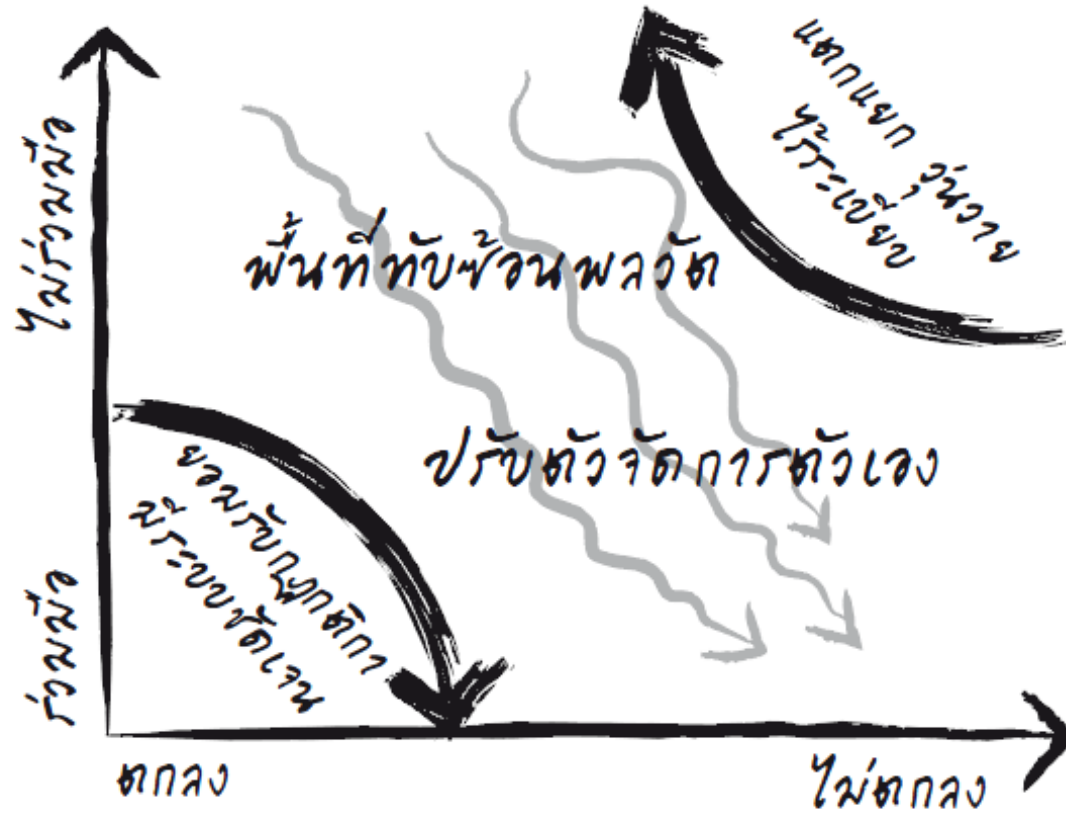 แตกแยก วุ่นวาย
ไร้ระเบียบ
ไม่ร่วมมือ
พื้นที่ทับซ้อนพลวัต
ปรับตัวจัดการตัวเอง
ยอมรับกฎกติกา
มีระบบชัดเจน
ร่วมมือ
ตกลง
ไม่ตกลง